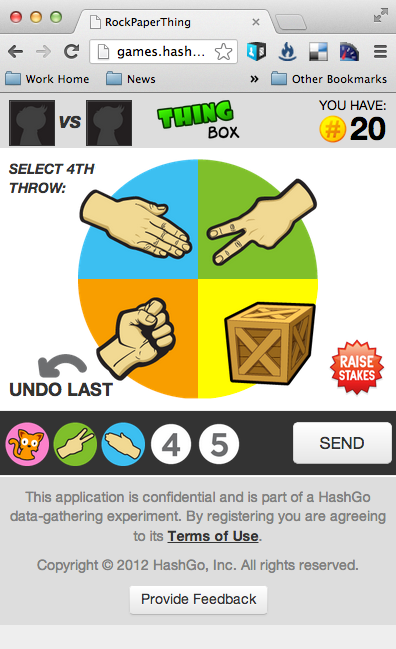 RockPaperThing
games.hash...
Work Home
News
»
Other Bookmarks
VS
THING
BOX
YOU HAVE:
# 20
SELECT 4TH
THROW:
RAISE
STAKES
UNDO LAST
4 5
SEND
This application is confidential and is part of a HashGo
data-gathering experiment. By registering you are agreeing
to its Terms of Use.
Copyright © 2012 HashGo, Inc. All rights reserved.
Provide Feedback